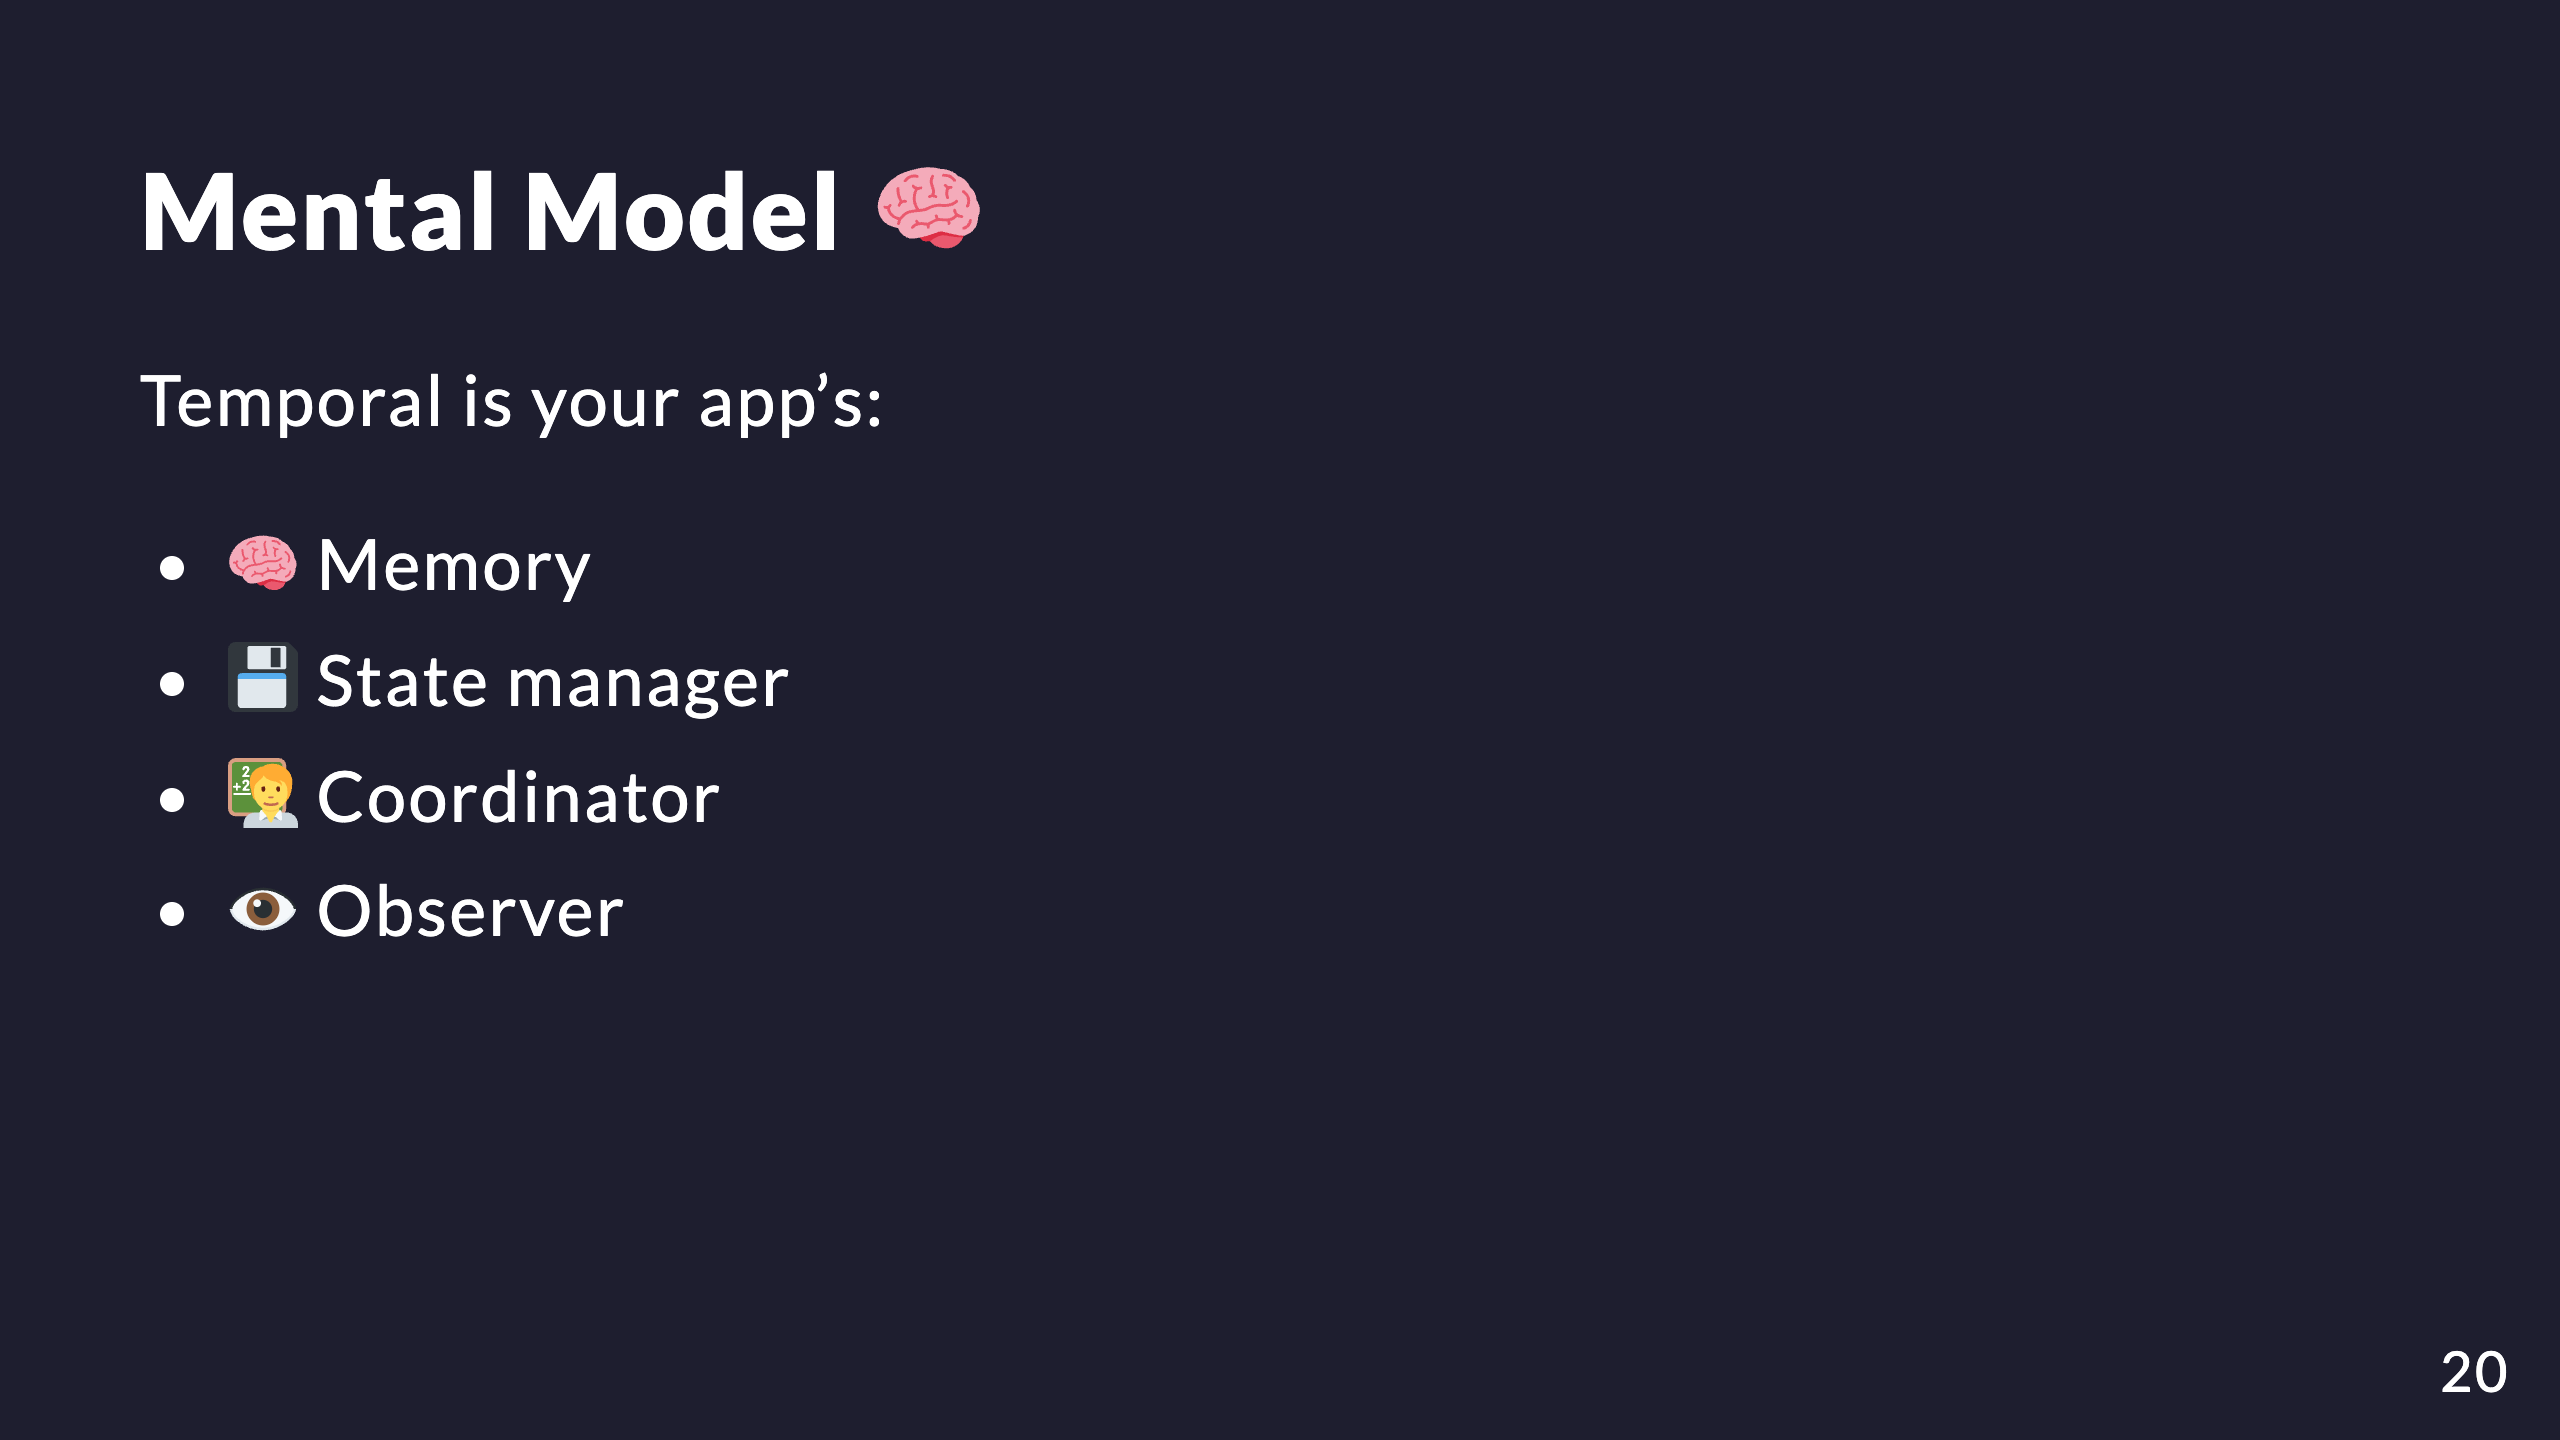 Mental Model 🧠
Temporal is your app’s:
• 🧠 Memory
• 💾 State manager
• 🧑‍🏫 Coordinator
• 👁️ Observer
20